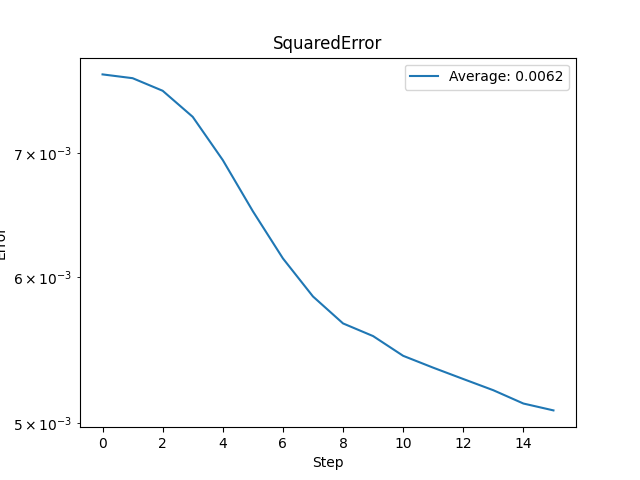 SquaredError
Average: 0.0062
Error
7 × 10⁻³
6 × 10⁻³
5 × 10⁻³
0 2 4 6 8 10 12 14
Step